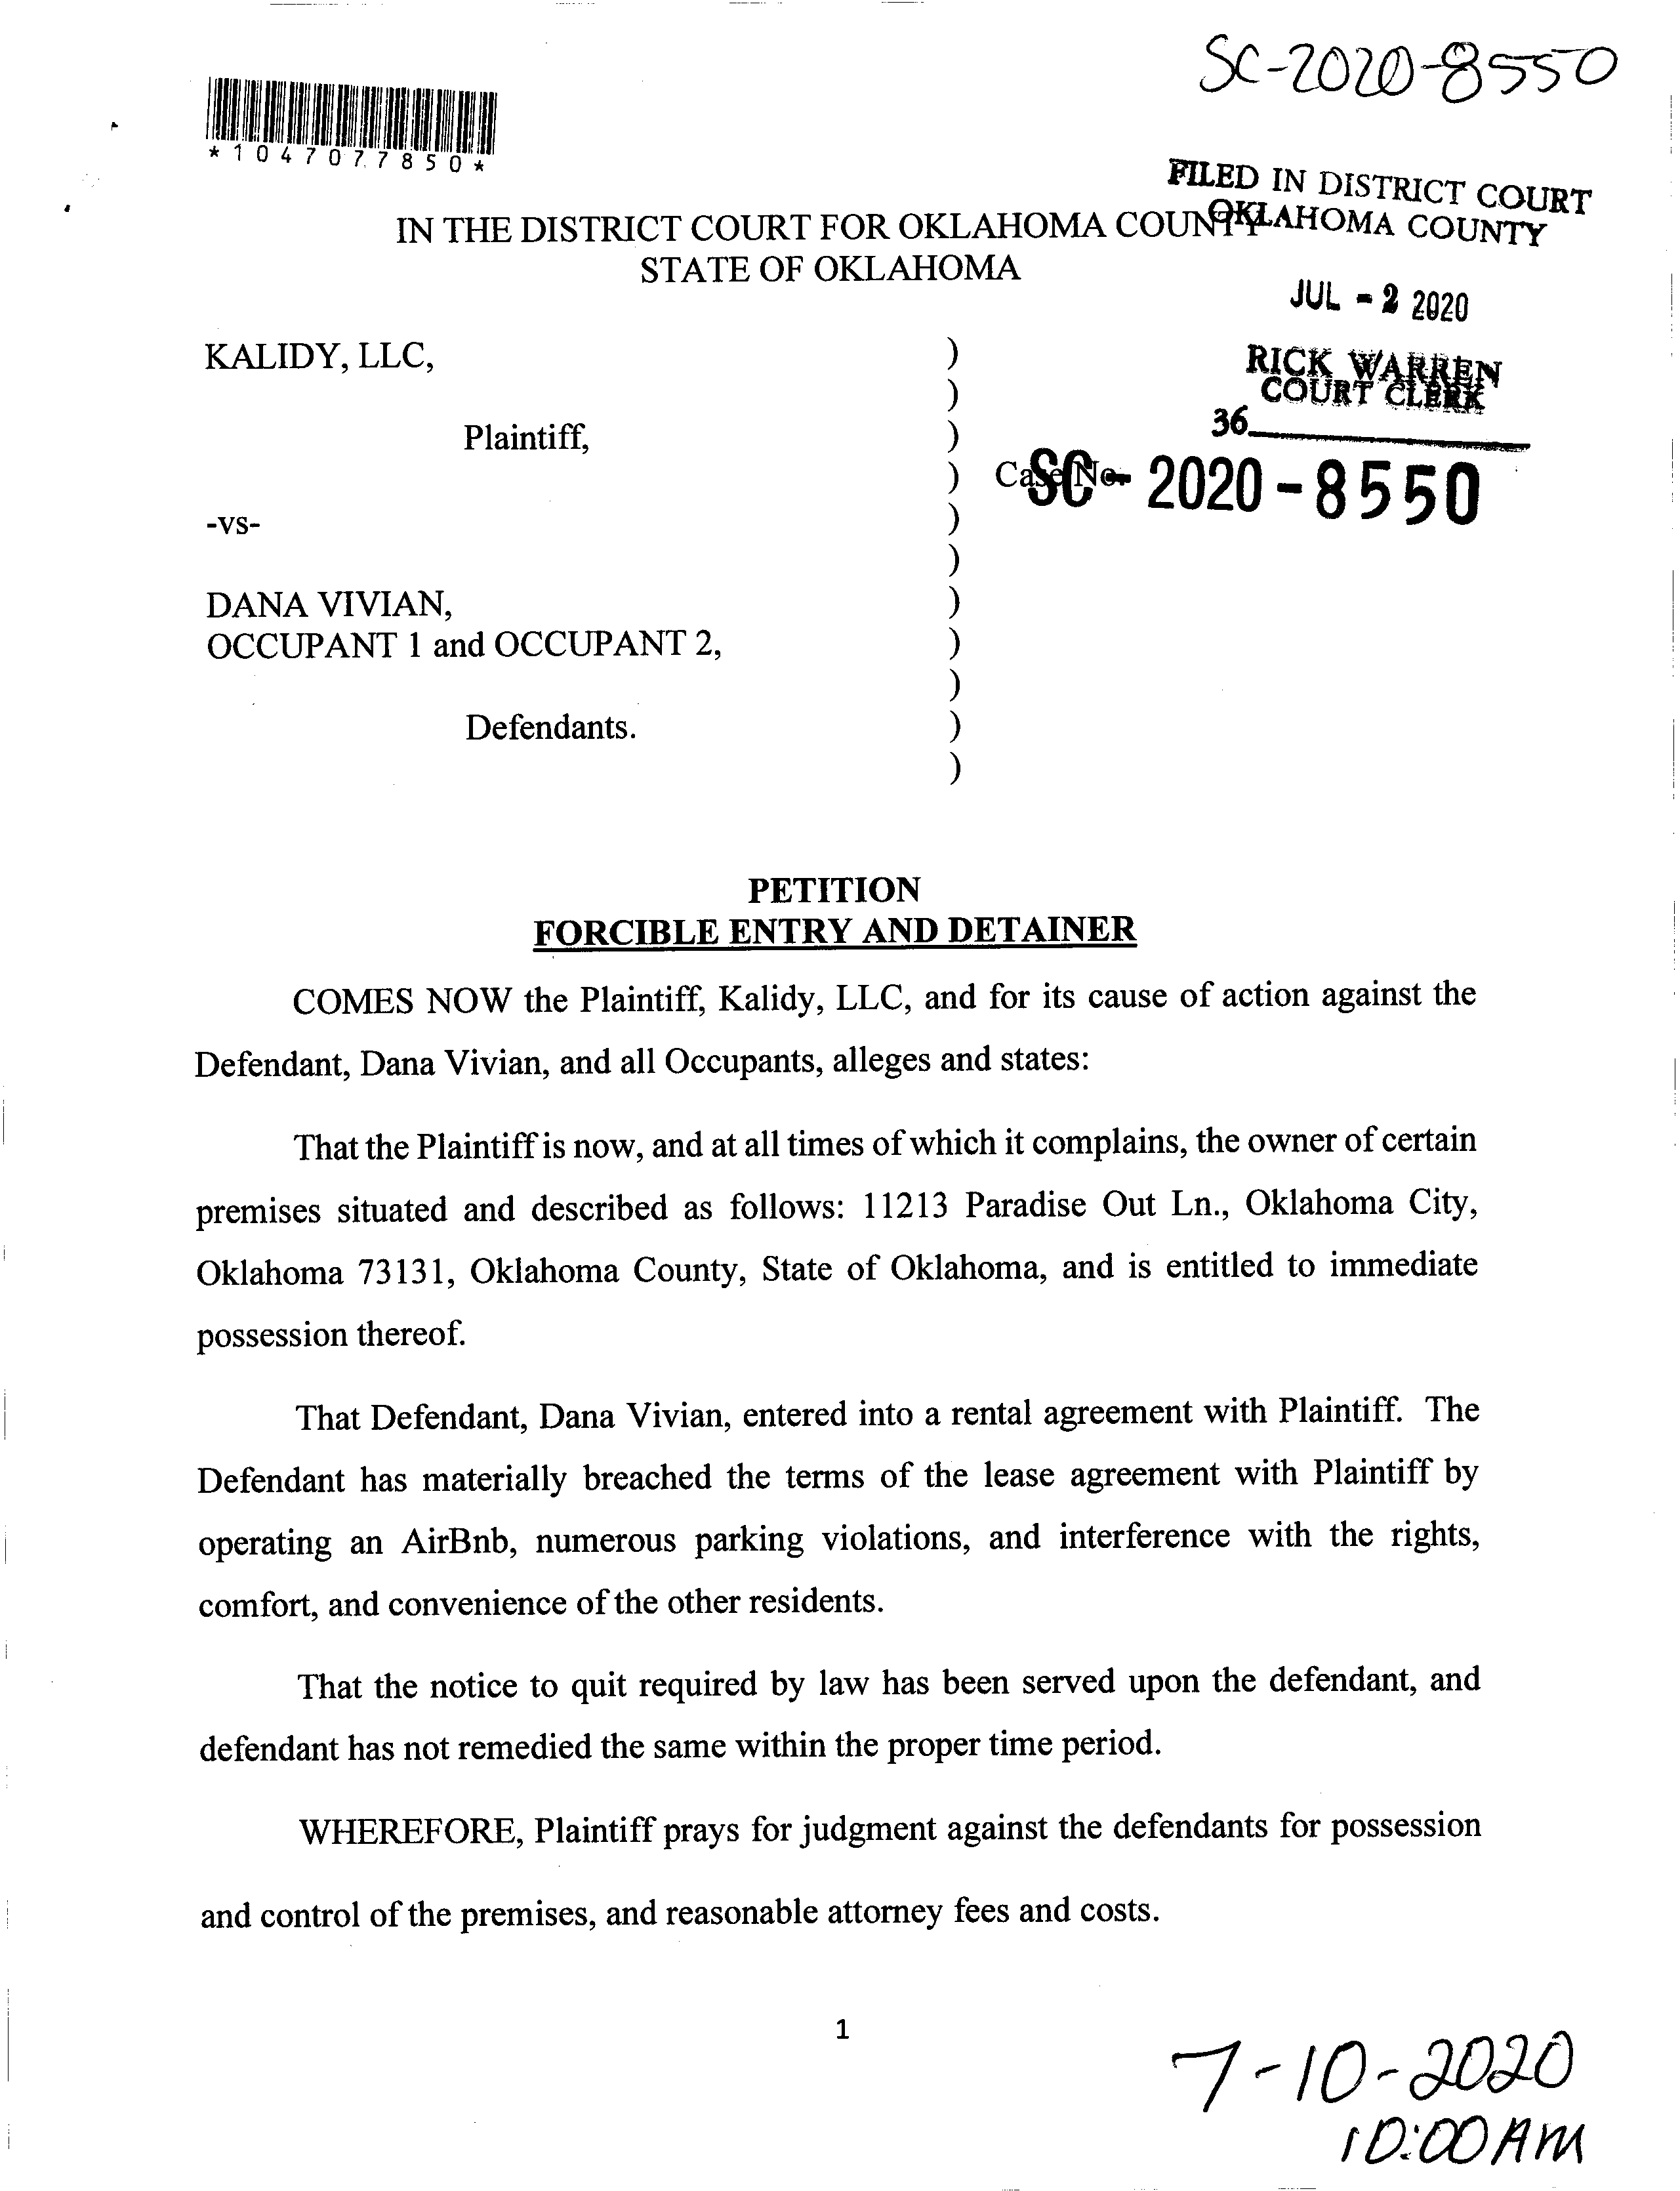 SC-2020-8550
*1047077850*
FILED IN DISTRICT COURT
OKLAHOMA COUNTY
IN THE DISTRICT COURT FOR OKLAHOMA COUNTY
STATE OF OKLAHOMA
JUL - 2 2020
RICK WARREN
COURT CLERK
36
KALIDY, LLC, )
)
Plaintiff, )
) Case No.
SC - 2020 - 8550
-vs- )
)
DANA VIVIAN, )
OCCUPANT 1 and OCCUPANT 2, )
)
Defendants. )
)
PETITION
FORCIBLE ENTRY AND DETAINER
COMES NOW the Plaintiff, Kalidy, LLC, and for its cause of action against the
Defendant, Dana Vivian, and all Occupants, alleges and states:
That the Plaintiff is now, and at all times of which it complains, the owner of certain
premises situated and described as follows: 11213 Paradise Out Ln., Oklahoma City,
Oklahoma 73131, Oklahoma County, State of Oklahoma, and is entitled to immediate
possession thereof.
That Defendant, Dana Vivian, entered into a rental agreement with Plaintiff. The
Defendant has materially breached the terms of the lease agreement with Plaintiff by
operating an AirBnb, numerous parking violations, and interference with the rights,
comfort, and convenience of the other residents.
That the notice to quit required by law has been served upon the defendant, and
defendant has not remedied the same within the proper time period.
WHEREFORE, Plaintiff prays for judgment against the defendants for possession
and control of the premises, and reasonable attorney fees and costs.
1
7-10-2020
10:00 AM